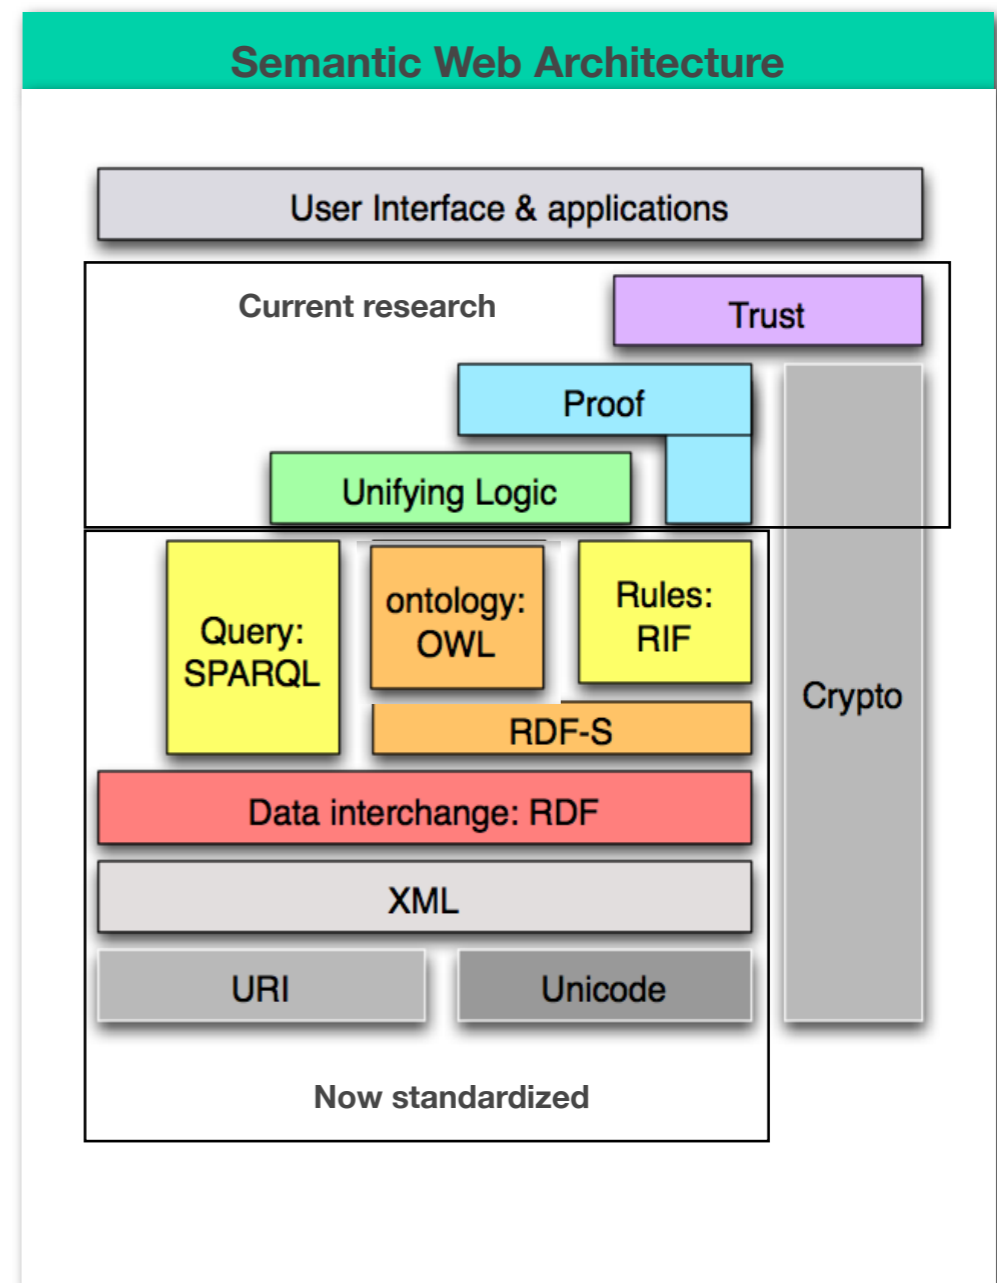 Semantic Web Architecture
User Interface & applications
Current research
Trust
Proof
Unifying Logic
Query:
SPARQL
ontology:
OWL
Rules:
RIF
Crypto
RDF-S
Data interchange: RDF
XML
URI
Unicode
Now standardized